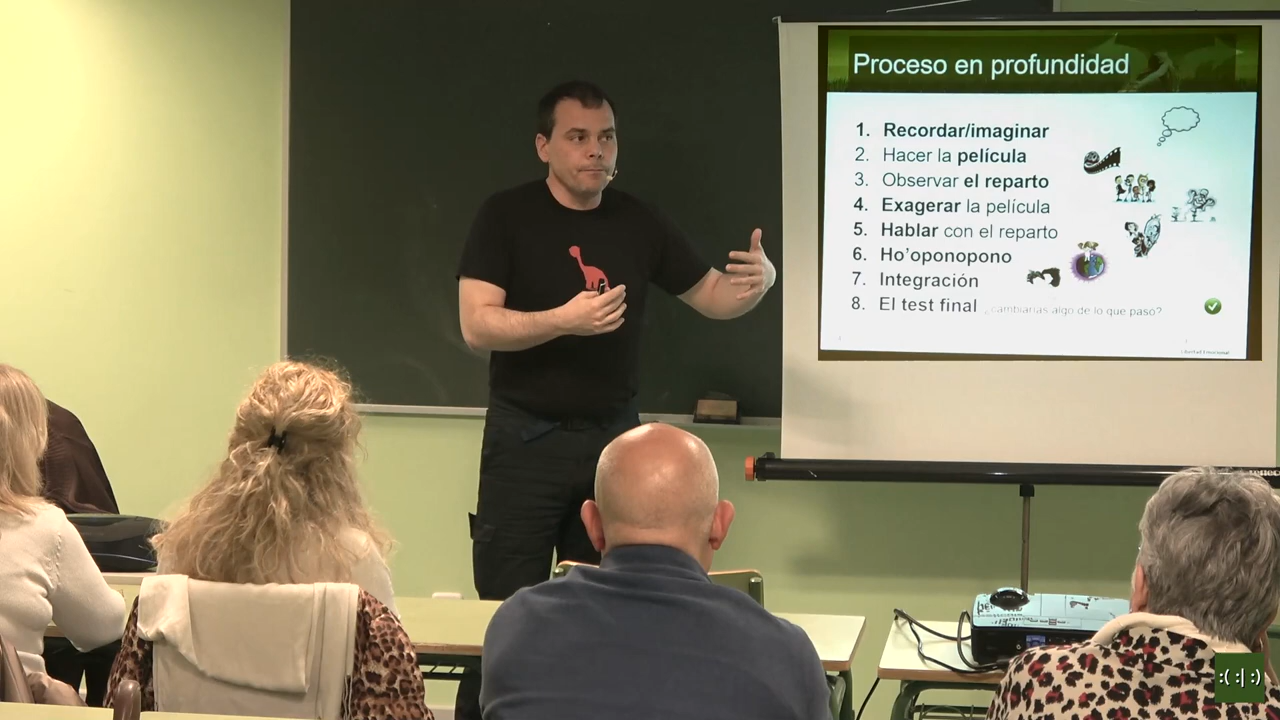 Proceso en profundidad
1. Recordar/imaginar
2. Hacer la película
3. Observar el reparto
4. Exagerar la película
5. Hablar con el reparto
6. Ho'oponopono
7. Integración
8. El test final ¿cambiarías algo de lo que pasó?
Libertad Emocional
:( :| :)